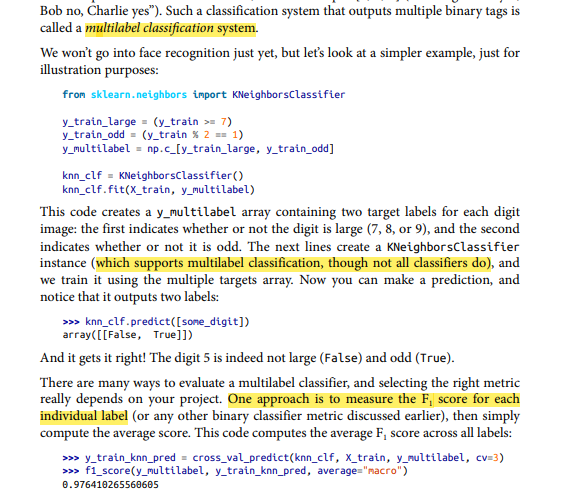 Bob no, Charlie yes”). Such a classification system that outputs multiple binary tags is
called a multilabel classification system.
We won’t go into face recognition just yet, but let’s look at a simpler example, just for
illustration purposes:
from sklearn.neighbors import KNeighborsClassifier
y_train_large = (y_train >= 7)
y_train_odd = (y_train % 2 == 1)
y_multilabel = np.c_[y_train_large, y_train_odd]
knn_clf = KNeighborsClassifier()
knn_clf.fit(X_train, y_multilabel)
This code creates a y_multilabel array containing two target labels for each digit
image: the first indicates whether or not the digit is large (7, 8, or 9), and the second
indicates whether or not it is odd. The next lines create a KNeighborsClassifier
instance (which supports multilabel classification, though not all classifiers do), and
we train it using the multiple targets array. Now you can make a prediction, and
notice that it outputs two labels:
>>> knn_clf.predict([some_digit])
array([[False, True]])
And it gets it right! The digit 5 is indeed not large (False) and odd (True).
There are many ways to evaluate a multilabel classifier, and selecting the right metric
really depends on your project. One approach is to measure the F₁ score for each
individual label (or any other binary classifier metric discussed earlier), then simply
compute the average score. This code computes the average F₁ score across all labels:
>>> y_train_knn_pred = cross_val_predict(knn_clf, X_train, y_multilabel, cv=3)
>>> f1_score(y_multilabel, y_train_knn_pred, average="macro")
0.976410265560605